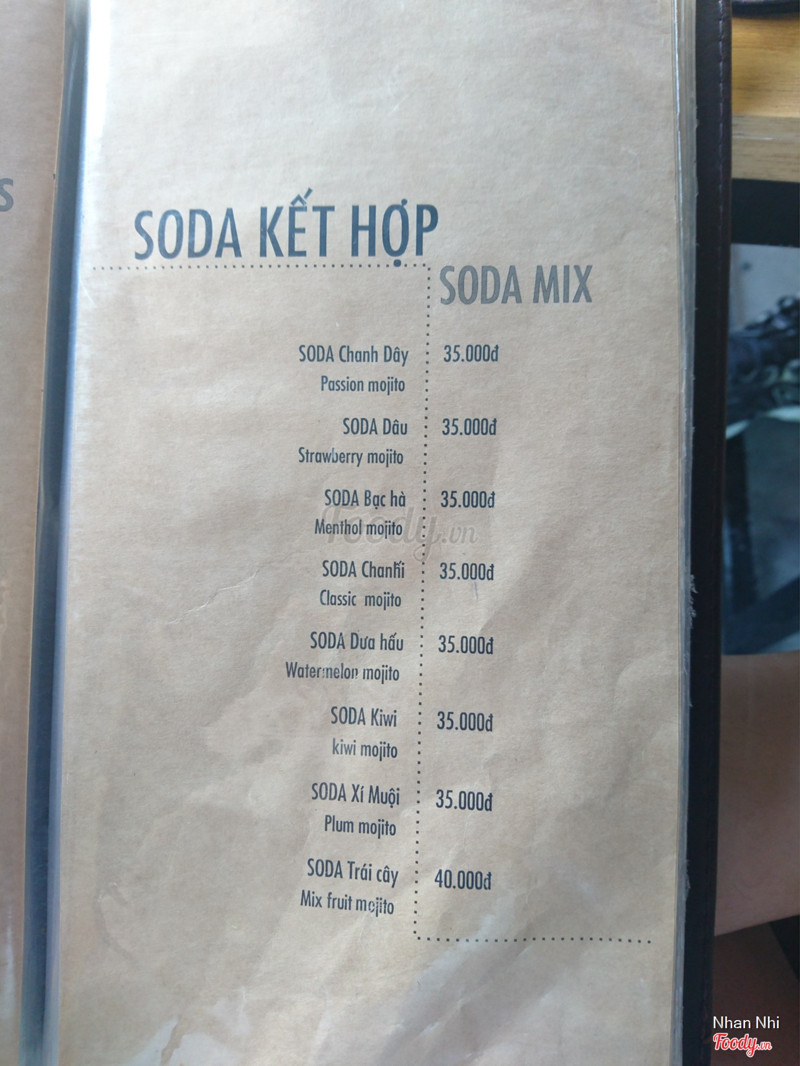 S
SODA KẾT HỢP
SODA MIX
SODA Chanh Dây 35.000đ
Passion mojito
SODA Dâu 35.000đ
Strawberry mojito
SODA Bạc hà 35.000đ
Menthol mojito
Foody.vn
SODA Chanh 35.000đ
Classic mojito
SODA Dưa hấu 35.000đ
Watermelon mojito
SODA Kiwi 35.000đ
kiwi mojito
SODA Xí Muội 35.000đ
Plum mojito
SODA Trái cây 40.000đ
Mix fruit mojito
Nhan Nhi
Foody.vn